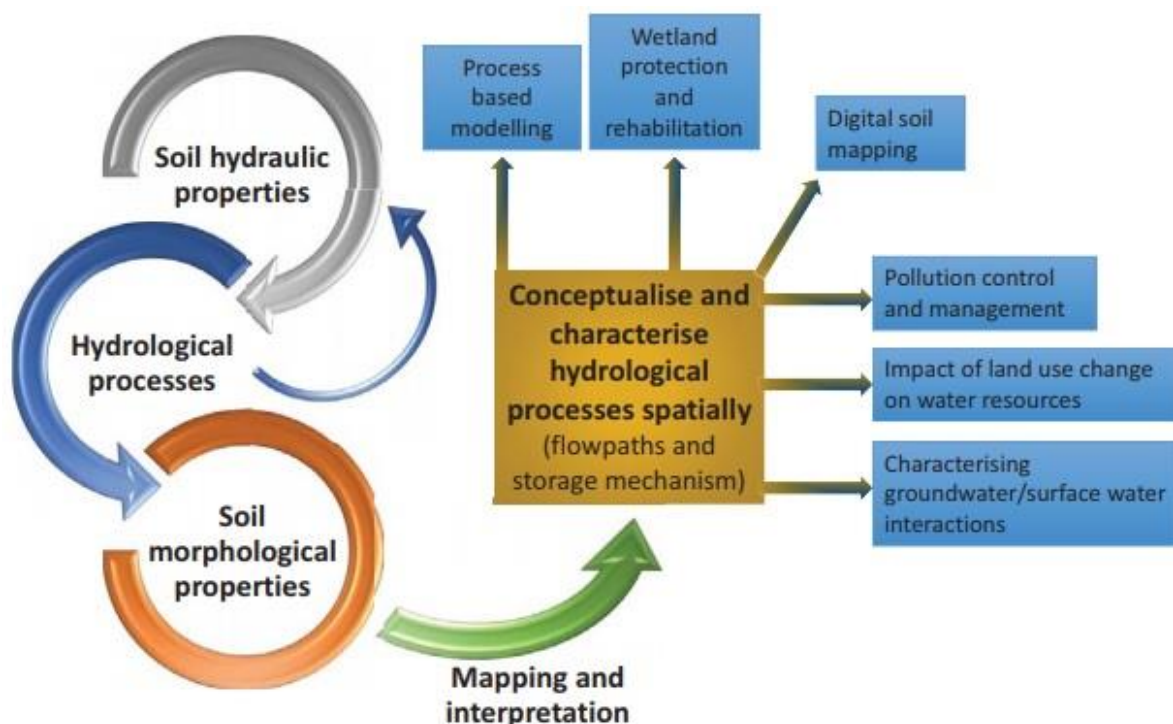 Soil hydraulic
properties
Hydrological
processes
Soil
morphological
properties
Mapping and
interpretation
Conceptualise and
characterise
hydrological
processes spatially
(flowpaths and
storage mechanism)
Process
based
modelling
Wetland
protection
and
rehabilitation
Digital soil
mapping
Pollution control
and management
Impact of land use change
on water resources
Characterising
groundwater/surface water
interactions